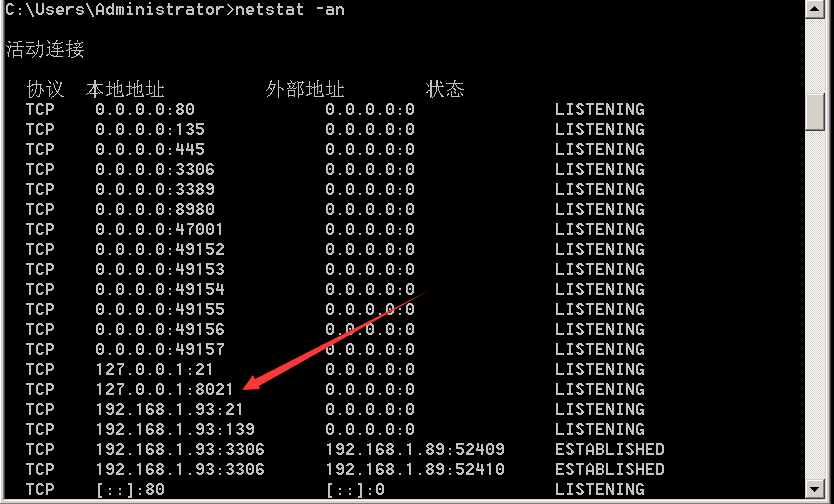 C:\Users\Administrator>netstat -an
活动连接
协议 本地地址 外部地址 状态
TCP 0.0.0.0:80 0.0.0.0:0 LISTENING
TCP 0.0.0.0:135 0.0.0.0:0 LISTENING
TCP 0.0.0.0:445 0.0.0.0:0 LISTENING
TCP 0.0.0.0:3306 0.0.0.0:0 LISTENING
TCP 0.0.0.0:3389 0.0.0.0:0 LISTENING
TCP 0.0.0.0:8980 0.0.0.0:0 LISTENING
TCP 0.0.0.0:47001 0.0.0.0:0 LISTENING
TCP 0.0.0.0:49152 0.0.0.0:0 LISTENING
TCP 0.0.0.0:49153 0.0.0.0:0 LISTENING
TCP 0.0.0.0:49154 0.0.0.0:0 LISTENING
TCP 0.0.0.0:49155 0.0.0.0:0 LISTENING
TCP 0.0.0.0:49156 0.0.0.0:0 LISTENING
TCP 0.0.0.0:49157 0.0.0.0:0 LISTENING
TCP 127.0.0.1:21 0.0.0.0:0 LISTENING
TCP 127.0.0.1:8021 0.0.0.0:0 LISTENING
TCP 192.168.1.93:21 0.0.0.0:0 LISTENING
TCP 192.168.1.93:139 0.0.0.0:0 LISTENING
TCP 192.168.1.93:3306 192.168.1.89:52409 ESTABLISHED
TCP 192.168.1.93:3306 192.168.1.89:52410 ESTABLISHED
TCP [::]:80 [::]:0 LISTENING